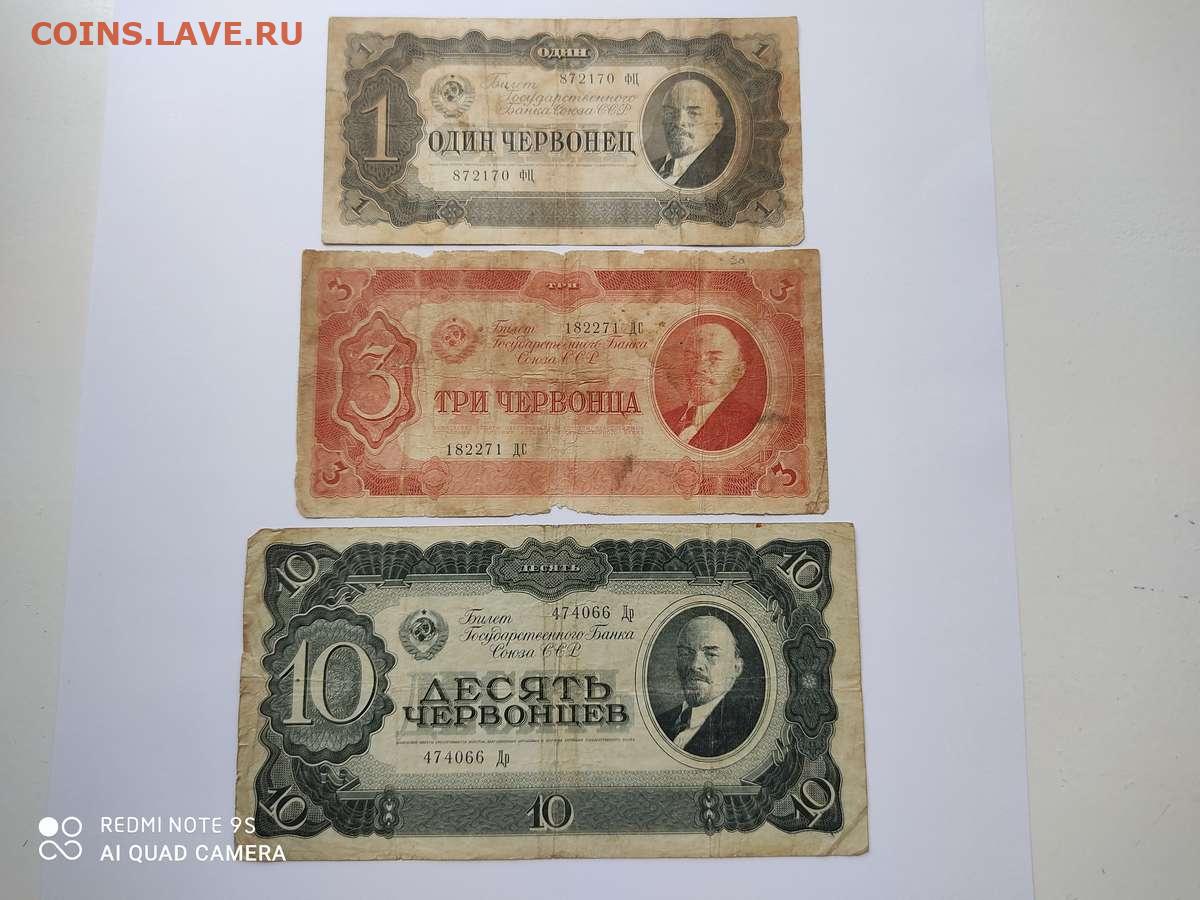 COINS.LAVE.RU
1
ОДИН
1
872170 ФЦ
Билет
Государственного
Банка Союза ССР
1
ОДИН ЧЕРВОНЕЦ
872170 ФЦ
1
1
3
ТРИ
3
Билет 182271 ДС
Государственного Банка
Союза ССР
3
ТРИ ЧЕРВОНЦА
182271 ДС
3
3
10
ДЕСЯТЬ
10
Билет 474066 Др
Государственного Банка
Союза ССР
10
ДЕСЯТЬ
ЧЕРВОНЦЕВ
474066 Др
10
10
10
REDMI NOTE 9S
AI QUAD CAMERA